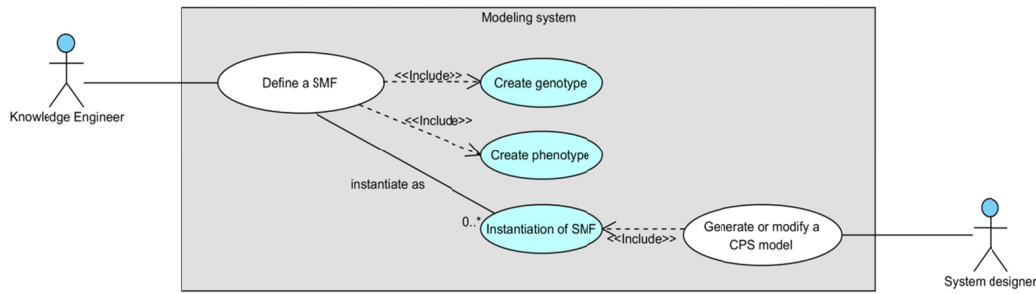 Modeling system
Define a SMF
<<Include>>
Create genotype
Knowledge Engineer
<<Include>>
Create phenotype
instantiate as
0..*
Instantiation of SMF
<<Include>>
Generate or modify a
CPS model
System designer